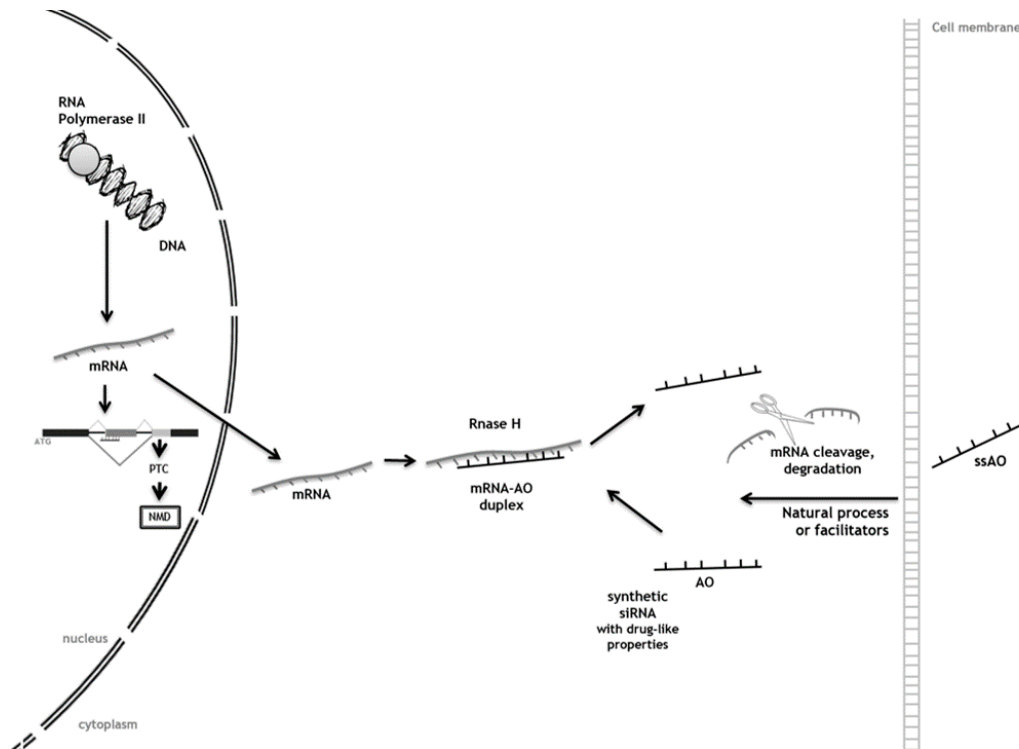 Cell membrane
RNA
Polymerase II
DNA
mRNA
ATG
PTC
NMD
mRNA
Rnase H
mRNA-AO
duplex
mRNA cleavage,
degradation
ssAO
Natural process
or facilitators
AO
synthetic
siRNA
with drug-like
properties
nucleus
cytoplasm